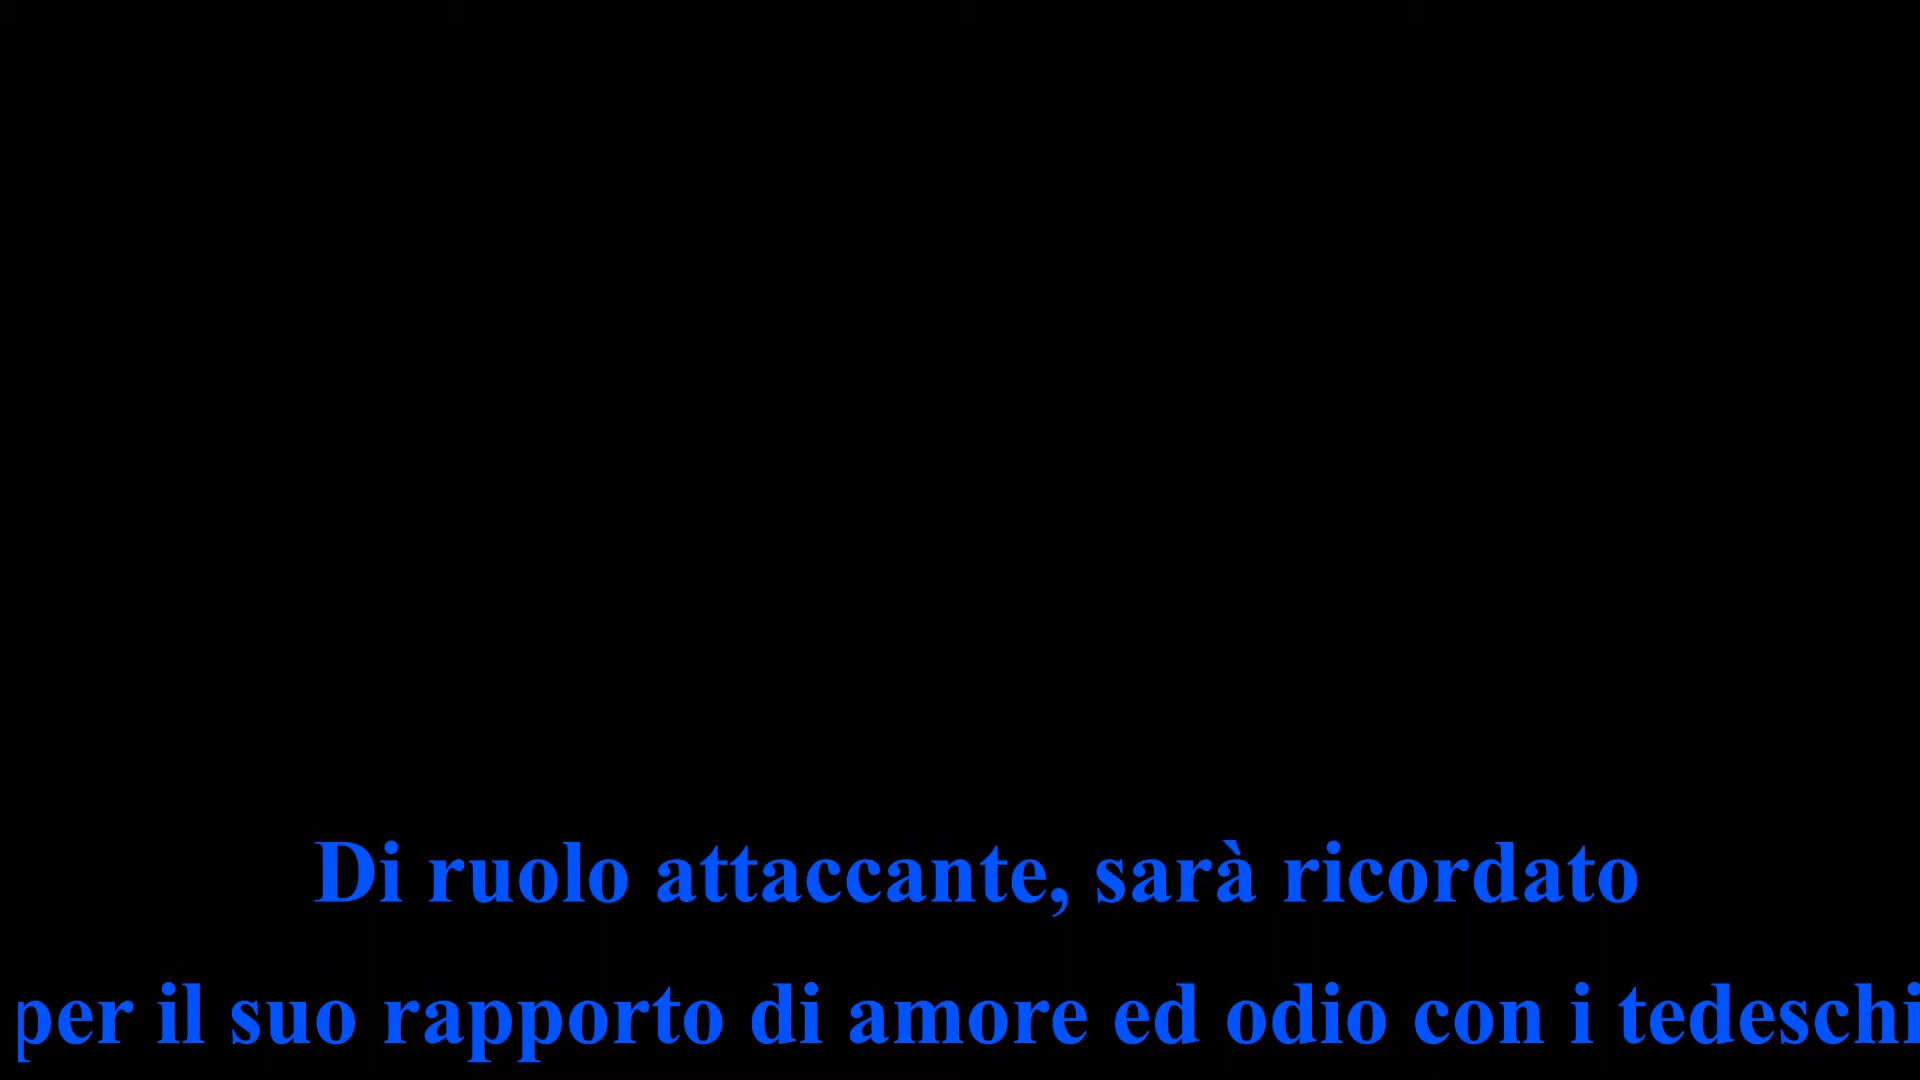 Di ruolo attaccante, sarà ricordato
per il suo rapporto di amore ed odio con i tedeschi